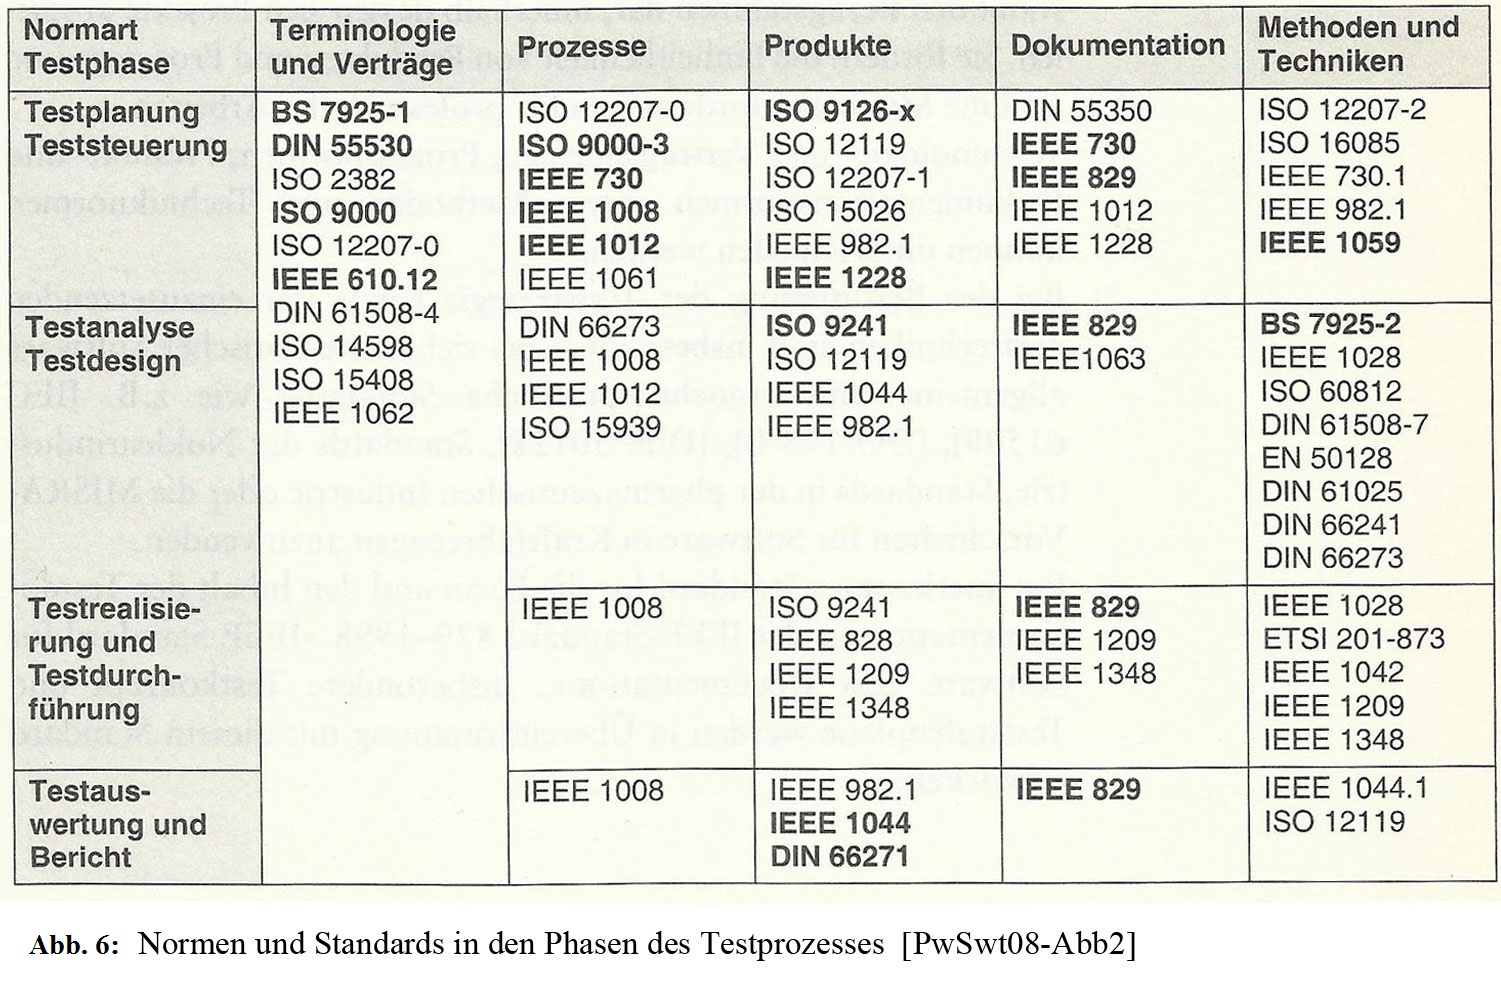 Normart
Testphase
Terminologie
und Verträge
Prozesse
Produkte
Dokumentation
Methoden und
Techniken
Testplanung
Teststeuerung
BS 7925-1
DIN 55530
ISO 2382
ISO 9000
ISO 12207-0
IEEE 610.12
DIN 61508-4
ISO 14598
ISO 15408
IEEE 1062
ISO 12207-0
ISO 9000-3
IEEE 730
IEEE 1008
IEEE 1012
IEEE 1061
ISO 9126-x
ISO 12119
ISO 12207-1
ISO 15026
IEEE 982.1
IEEE 1228
DIN 55350
IEEE 730
IEEE 829
IEEE 1012
IEEE 1228
ISO 12207-2
ISO 16085
IEEE 730.1
IEEE 982.1
IEEE 1059
Testanalyse
Testdesign
DIN 66273
IEEE 1008
IEEE 1012
ISO 15939
ISO 9241
ISO 12119
IEEE 1044
IEEE 982.1
IEEE 829
IEEE1063
BS 7925-2
IEEE 1028
ISO 60812
DIN 61508-7
EN 50128
DIN 61025
DIN 66241
DIN 66273
Testrealisie-
rung und
Testdurch-
führung
IEEE 1008
ISO 9241
IEEE 828
IEEE 1209
IEEE 1348
IEEE 829
IEEE 1209
IEEE 1348
IEEE 1028
ETSI 201-873
IEEE 1042
IEEE 1209
IEEE 1348
Testaus-
wertung und
Bericht
IEEE 1008
IEEE 982.1
IEEE 1044
DIN 66271
IEEE 829
IEEE 1044.1
ISO 12119
Abb. 6: Normen und Standards in den Phasen des Testprozesses [PwSwt08-Abb2]